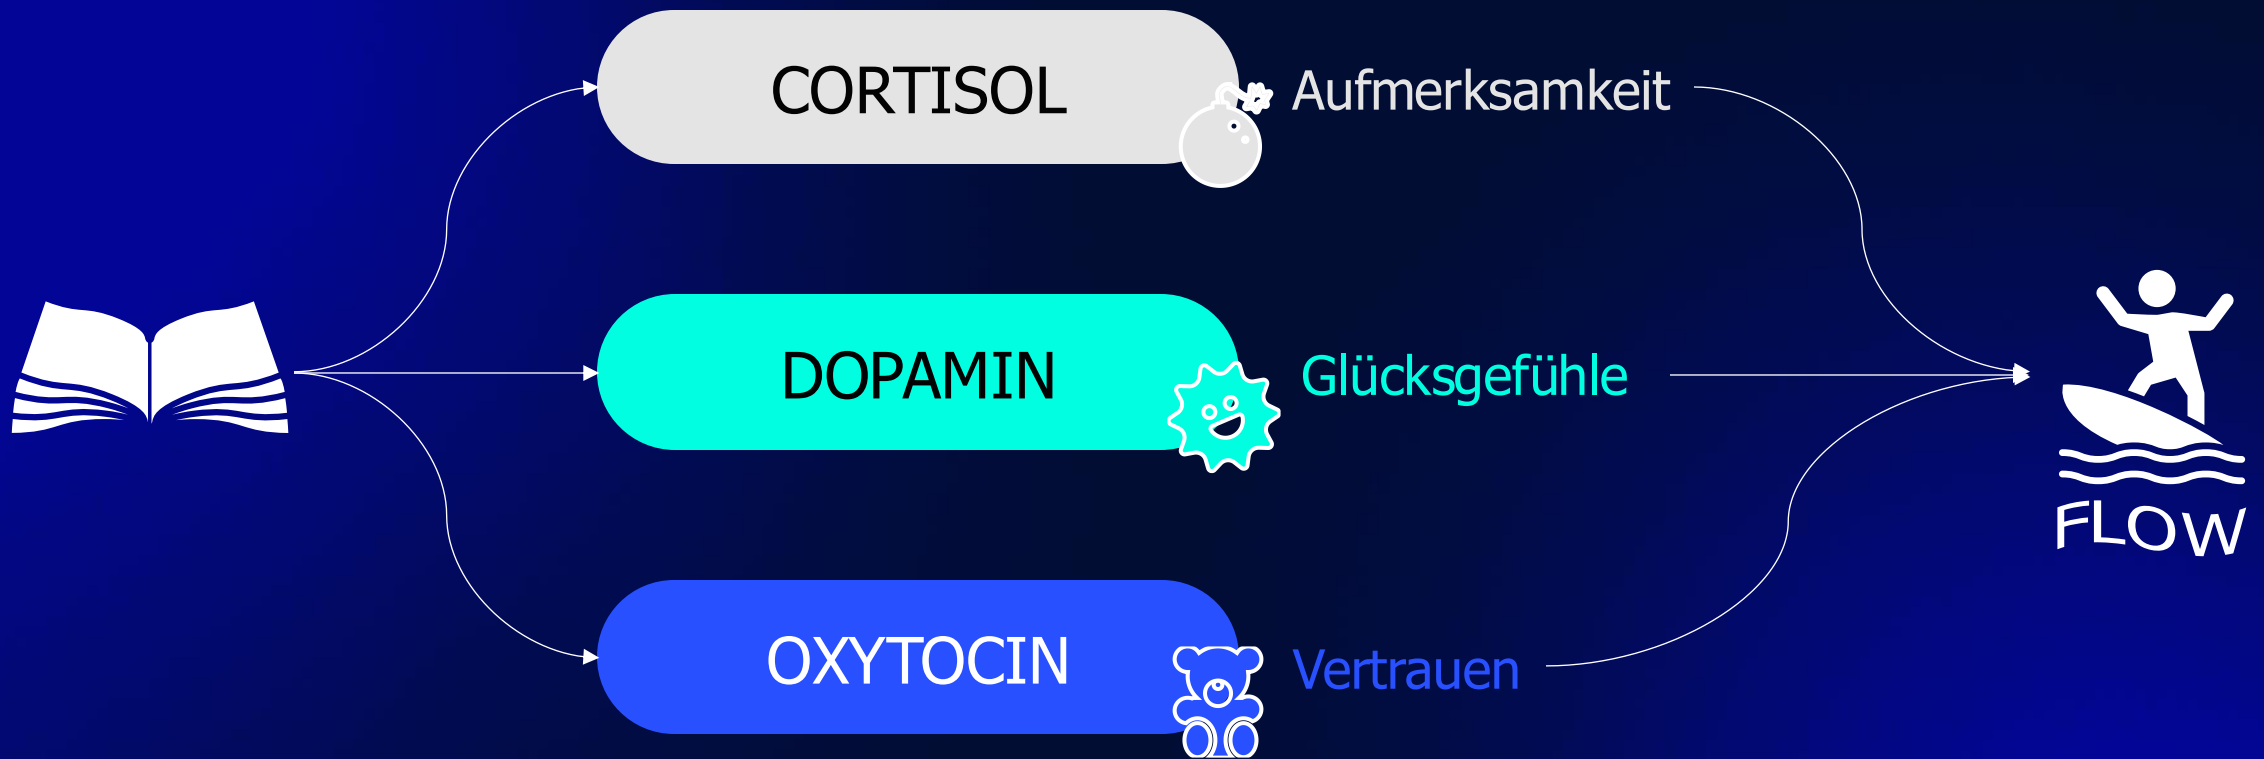 CORTISOL
Aufmerksamkeit
DOPAMIN
Glücksgefühle
FLOW
OXYTOCIN
Vertrauen